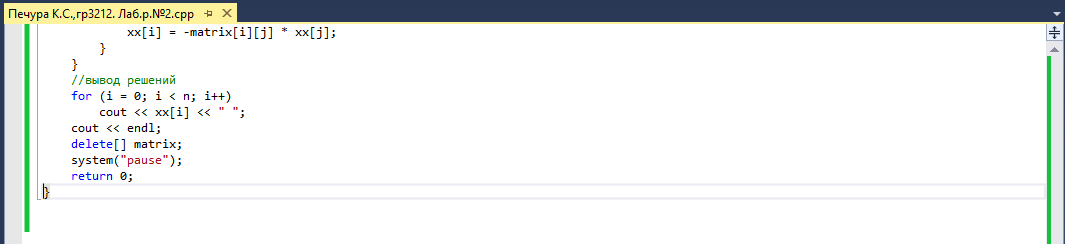 Печура К.С.,гр3212. Лаб.р.№2.cpp
xx[i] = -matrix[i][j] * xx[j];
}
}
//вывод решений
for (i = 0; i < n; i++)
cout << xx[i] << " ";
cout << endl;
delete[] matrix;
system("pause");
return 0;
}